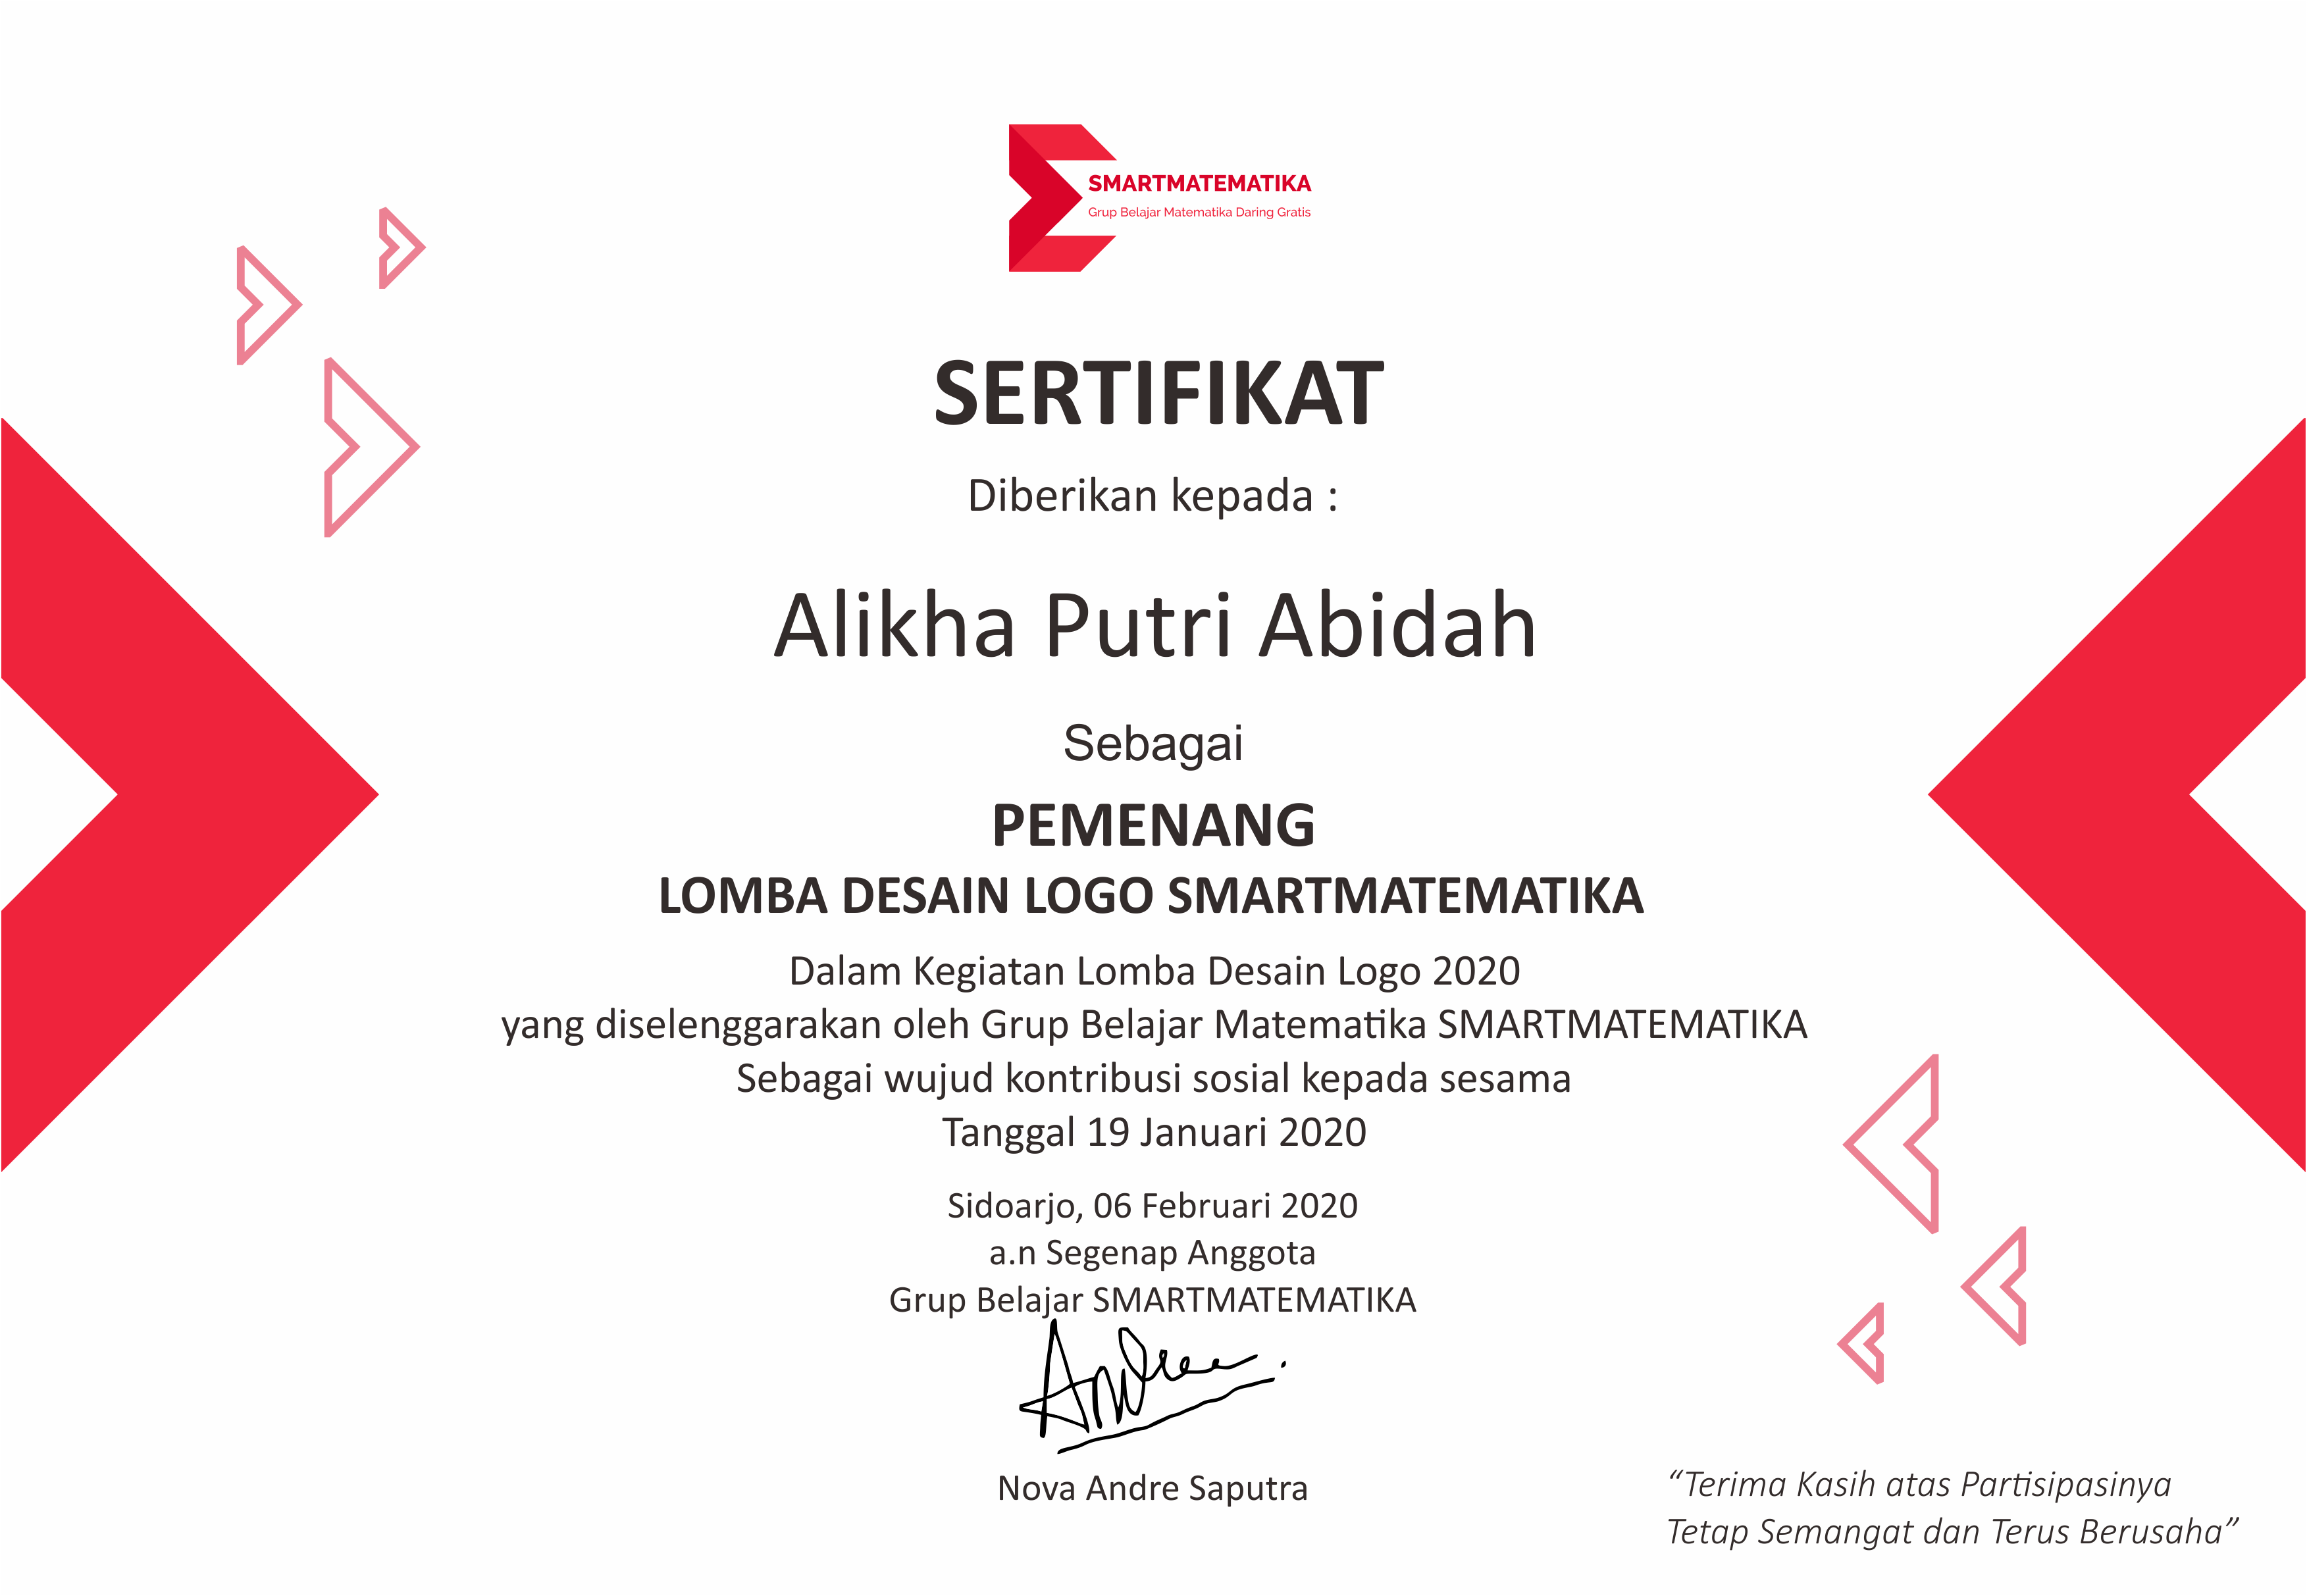 SMARTMATEMATIKA
Grup Belajar Matematika Daring Gratis
SERTIFIKAT
Diberikan kepada :
Alikha Putri Abidah
Sebagai
PEMENANG
LOMBA DESAIN LOGO SMARTMATEMATIKA
Dalam Kegiatan Lomba Desain Logo 2020
yang diselenggarakan oleh Grup Belajar Matematika SMARTMATEMATIKA
Sebagai wujud kontribusi sosial kepada sesama
Tanggal 19 Januari 2020
Sidoarjo, 06 Februari 2020
a.n Segenap Anggota
Grup Belajar SMARTMATEMATIKA
Nova Andre Saputra
“Terima Kasih atas Partisipasinya
Tetap Semangat dan Terus Berusaha”